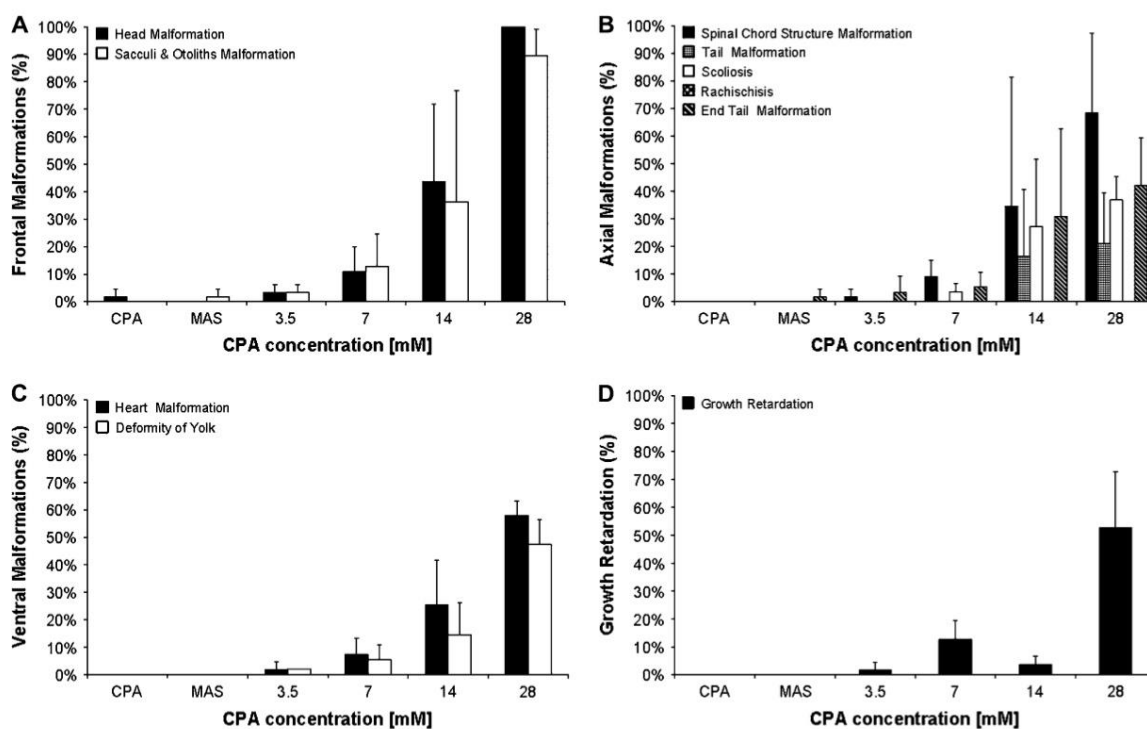 A
Head Malformation
Sacculi & Otoliths Malformation
Frontal Malformations (%)
100%
90%
80%
70%
60%
50%
40%
30%
20%
10%
0%
CPA MAS 3.5 7 14 28
CPA concentration [mM]
B
Spinal Chord Structure Malformation
Tail Malformation
Scoliosis
Rachischisis
End Tail Malformation
Axial Malformations (%)
100%
90%
80%
70%
60%
50%
40%
30%
20%
10%
0%
CPA MAS 3.5 7 14 28
CPA concentration [mM]
C
Heart Malformation
Deformity of Yolk
Ventral Malformations (%)
100%
90%
80%
70%
60%
50%
40%
30%
20%
10%
0%
CPA MAS 3.5 7 14 28
CPA concentration [mM]
D
Growth Retardation
Growth Retardation (%)
100%
90%
80%
70%
60%
50%
40%
30%
20%
10%
0%
CPA MAS 3.5 7 14 28
CPA concentration [mM]